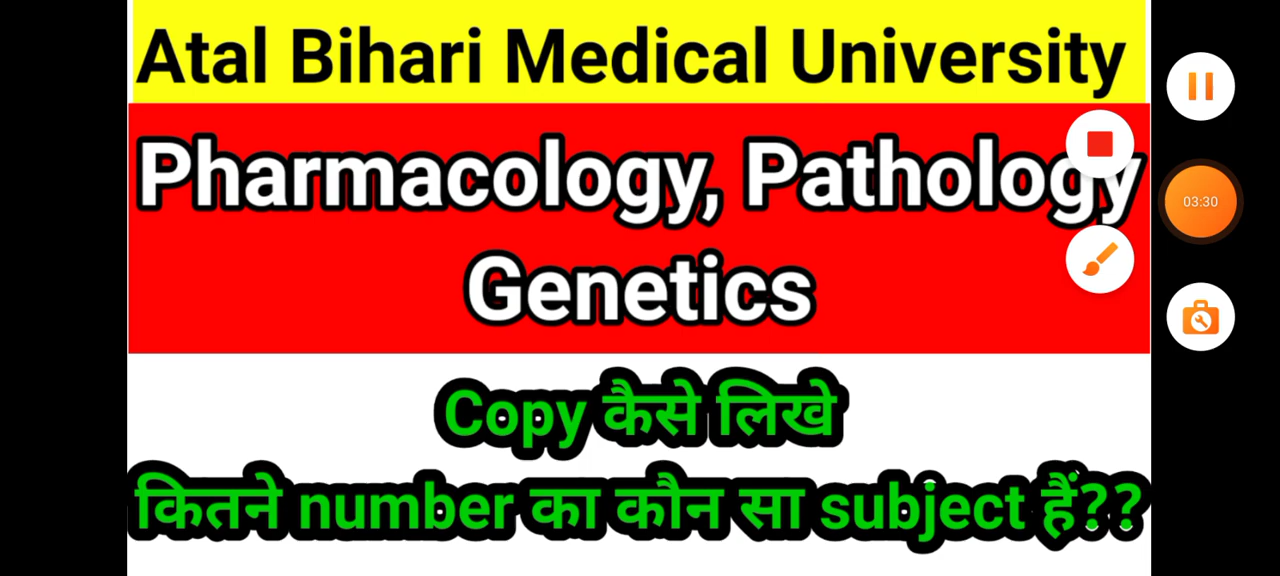 Atal Bihari Medical University
Pharmacology, Pathology
Genetics
Copy कैसे लिखे
कितने number का कौन सा subject हैं??
03:30